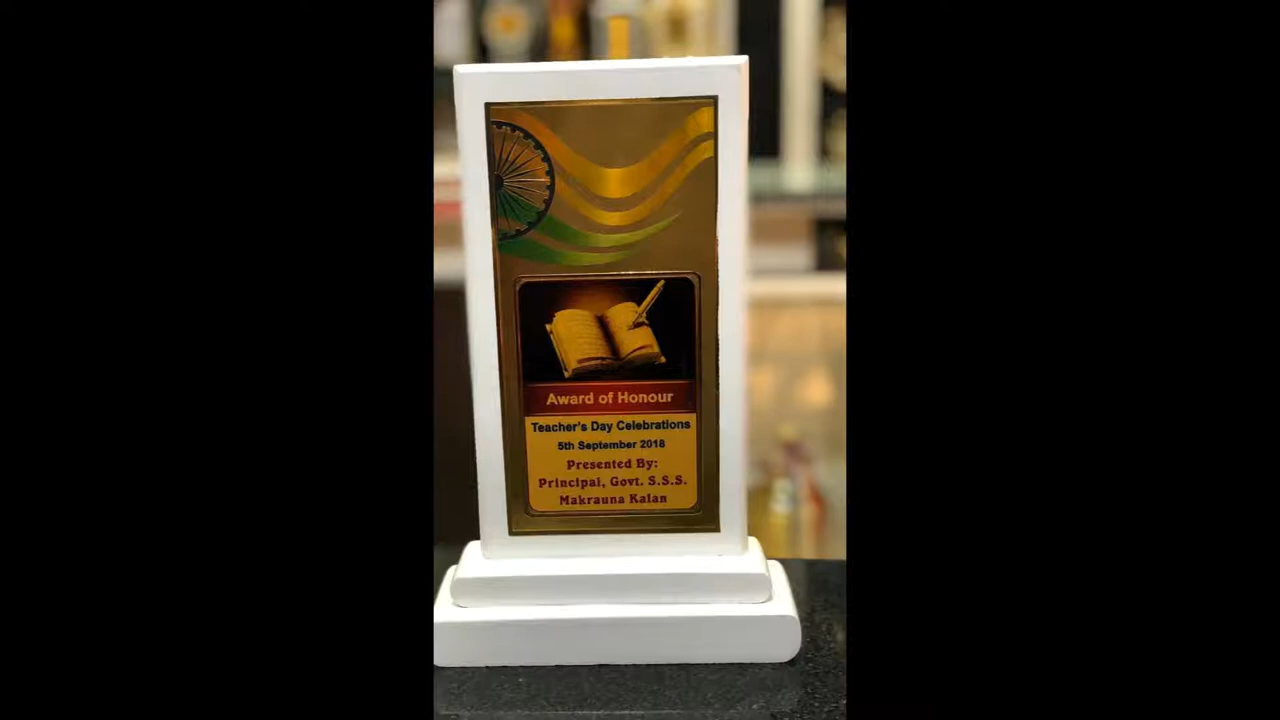 Award of Honour
Teacher's Day Celebrations
5th September 2018
Presented By:
Principal, Govt. S.S.S.
Makrauna Kalan